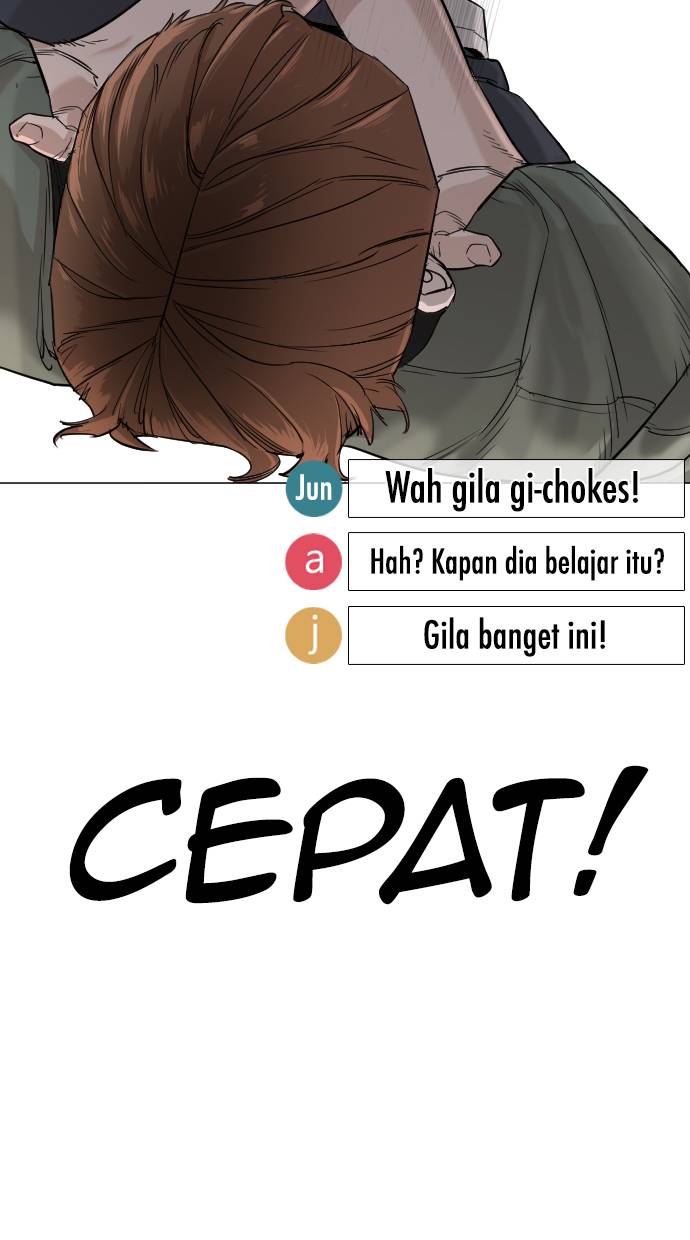 Jun Wah gila gi-chokes!
a Hah? Kapan dia belajar itu?
j Gila banget ini!
CEPAT!